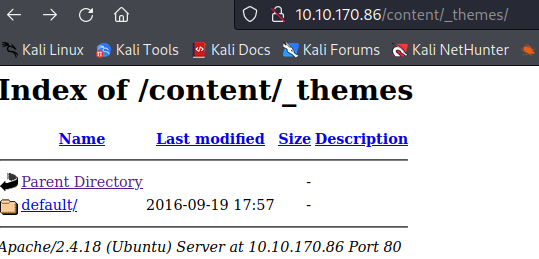 10.10.170.86/content/_themes/
Kali Linux Kali Tools Kali Docs Kali Forums Kali NetHunter
Index of /content/_themes
Name Last modified Size Description
Parent Directory -
default/ 2016-09-19 17:57 -
Apache/2.4.18 (Ubuntu) Server at 10.10.170.86 Port 80